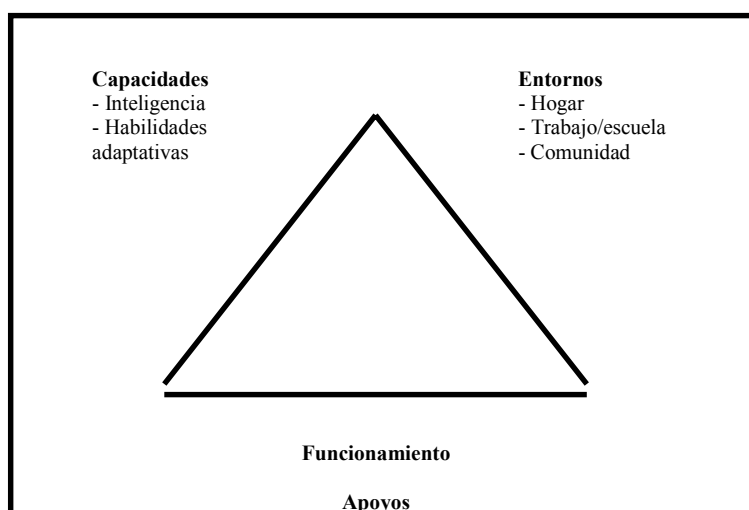 Capacidades
- Inteligencia
- Habilidades
adaptativas
Entornos
- Hogar
- Trabajo/escuela
- Comunidad
Funcionamiento
Apoyos